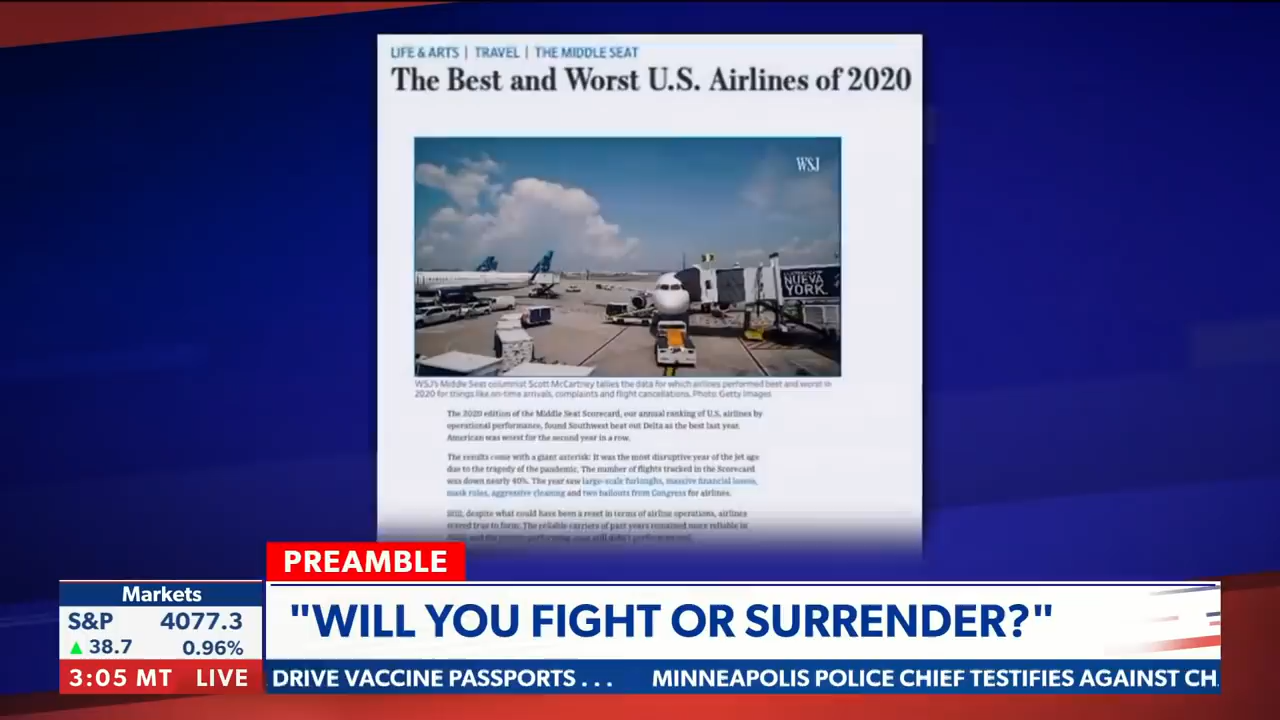 LIFE & ARTS | TRAVEL | THE MIDDLE SEAT
The Best and Worst U.S. Airlines of 2020
WSJ
NUEVA
YORK.
WSJ's Middle Seat columnist Scott McCartney tallies the data for which airlines performed best and worst in
2020 for things like on-time arrivals, complaints and flight cancellations. Photo: Getty Images
The 2020 edition of the Middle Seat Scorecard, our annual ranking of U.S. airlines by
operational performance, found Southwest beat out Delta as the best last year.
American was worst for the second year in a row.
The results come with a giant asterisk: It was the most disruptive year of the jet age
due to the tragedy of the pandemic. The number of flights tracked in the Scorecard
was down nearly 40%. The year saw large-scale furloughs, massive financial losses,
mask rules, aggressive cleaning and two bailouts from Congress for airlines.
Still, despite what could have been a reset in terms of airline operations, airlines
stayed true to form. The reliable carriers of past years remained more reliable in
PREAMBLE
"WILL YOU FIGHT OR SURRENDER?"
Markets
S&P 4077.3
▲ 38.7 0.96%
3:05 MT LIVE
DRIVE VACCINE PASSPORTS . . . MINNEAPOLIS POLICE CHIEF TESTIFIES AGAINST CH